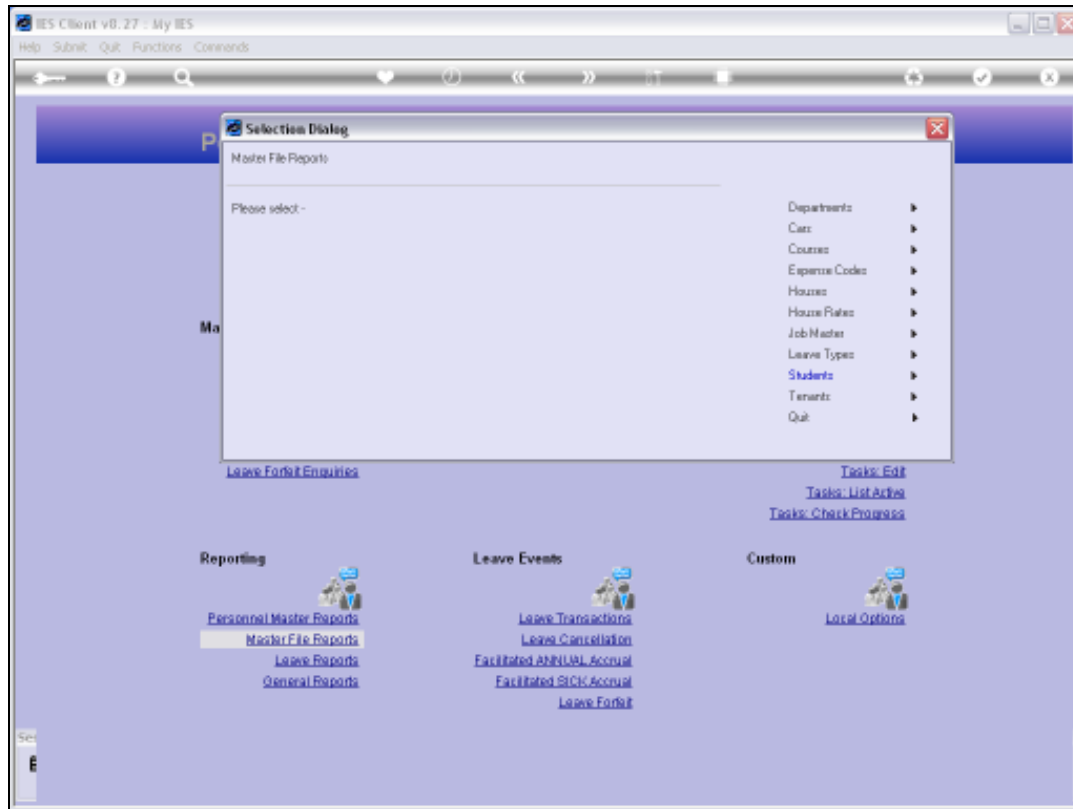 IES Client v0.27 : My IES
Help Submit Quit Functions Commands
P
Selection Dialog
Master File Reports
Please select -
Departments
Cars
Courses
Expense Codes
Houses
House Rates
Job Master
Leave Types
Students
Tenants
Quit
Ma
Leave Forfeit Enquiries
Tasks: Edit
Tasks: List Active
Tasks: Check Progress
Reporting
Leave Events
Custom
Personnel Master Reports
Leave Transactions
Local Options
Master File Reports
Leave Cancellation
Leave Reports
Facilitated ANNUAL Accrual
General Reports
Facilitated SICK Accrual
Leave Forfeit